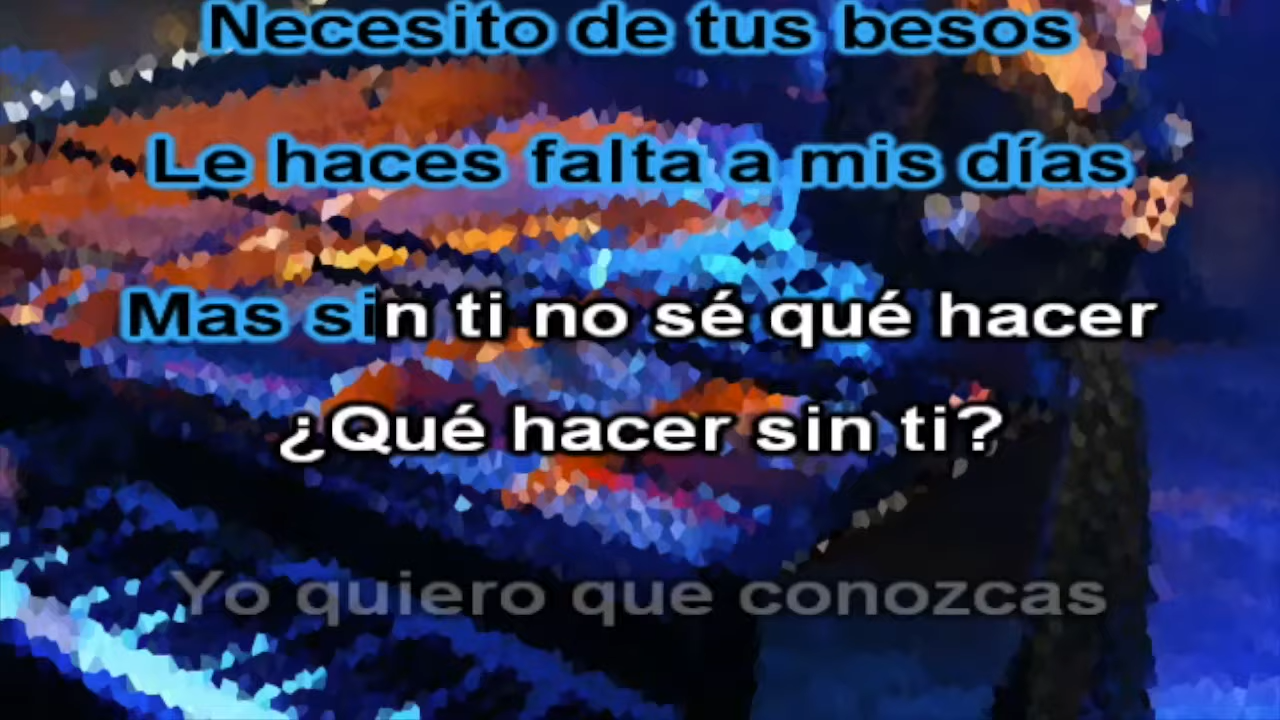 Necesito de tus besos
Le haces falta a mis días
Mas sin ti no sé qué hacer
¿Qué hacer sin ti?
Yo quiero que conozcas